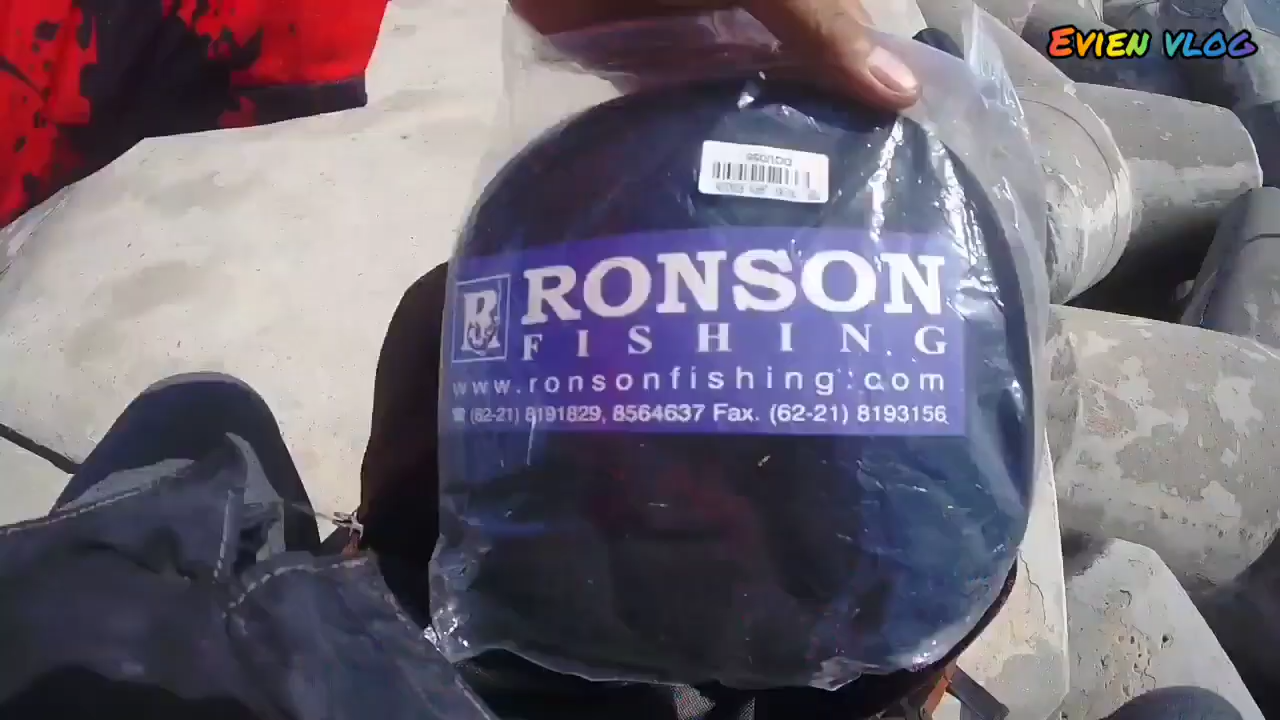 Evien vlog
RONSON
FISHING
www.ronsonfishing.com
☎ (62-21) 8191829, 8564637 Fax. (62-21) 8193156